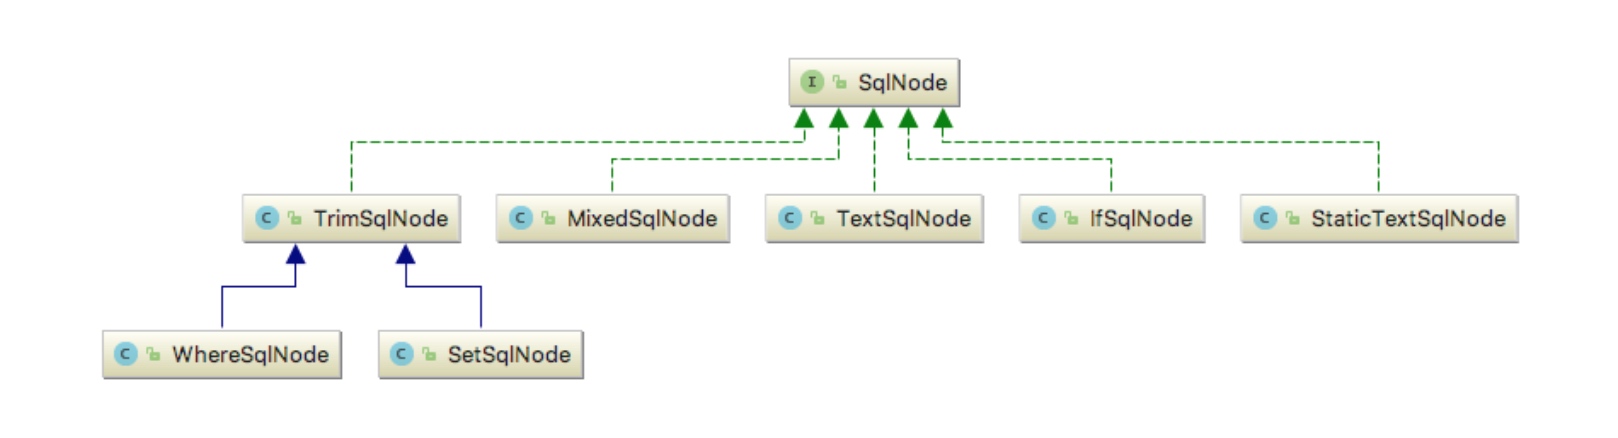 I SqlNode
C TrimSqlNode
C MixedSqlNode
C TextSqlNode
C IfSqlNode
C StaticTextSqlNode
C WhereSqlNode
C SetSqlNode